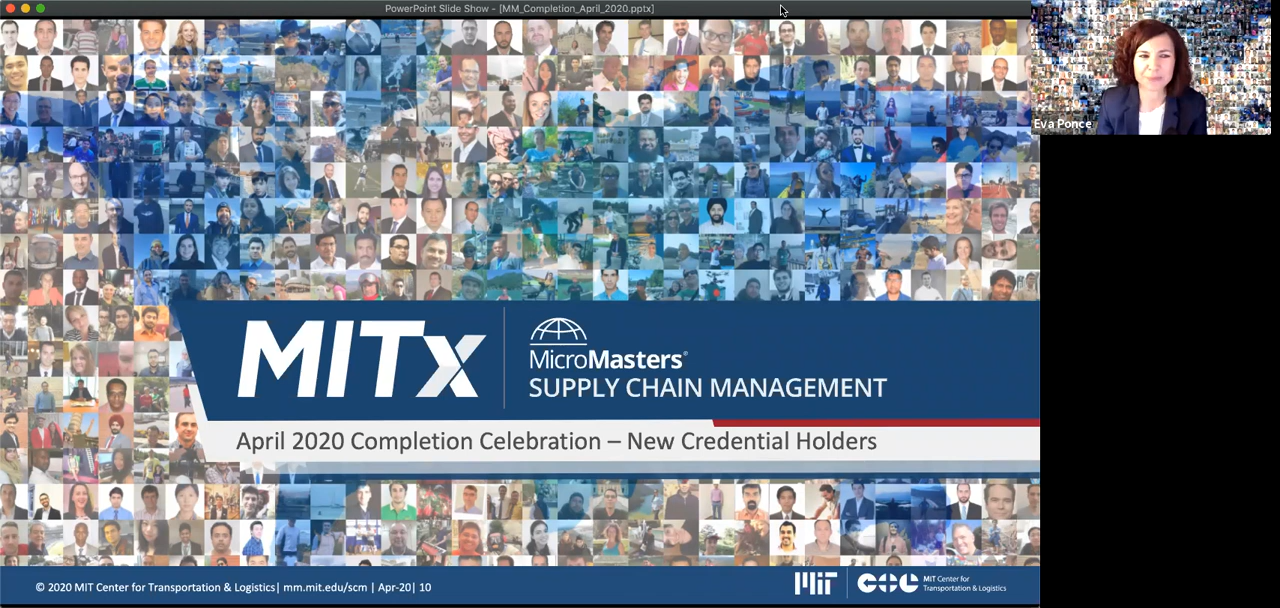 PowerPoint Slide Show - [MM_Completion_April_2020.pptx]
Eva Ponce
MITx
MicroMasters®
SUPPLY CHAIN MANAGEMENT
April 2020 Completion Celebration – New Credential Holders
© 2020 MIT Center for Transportation & Logistics| mm.mit.edu/scm | Apr-20| 10
MIT
CTL
MIT Center for
Transportation & Logistics